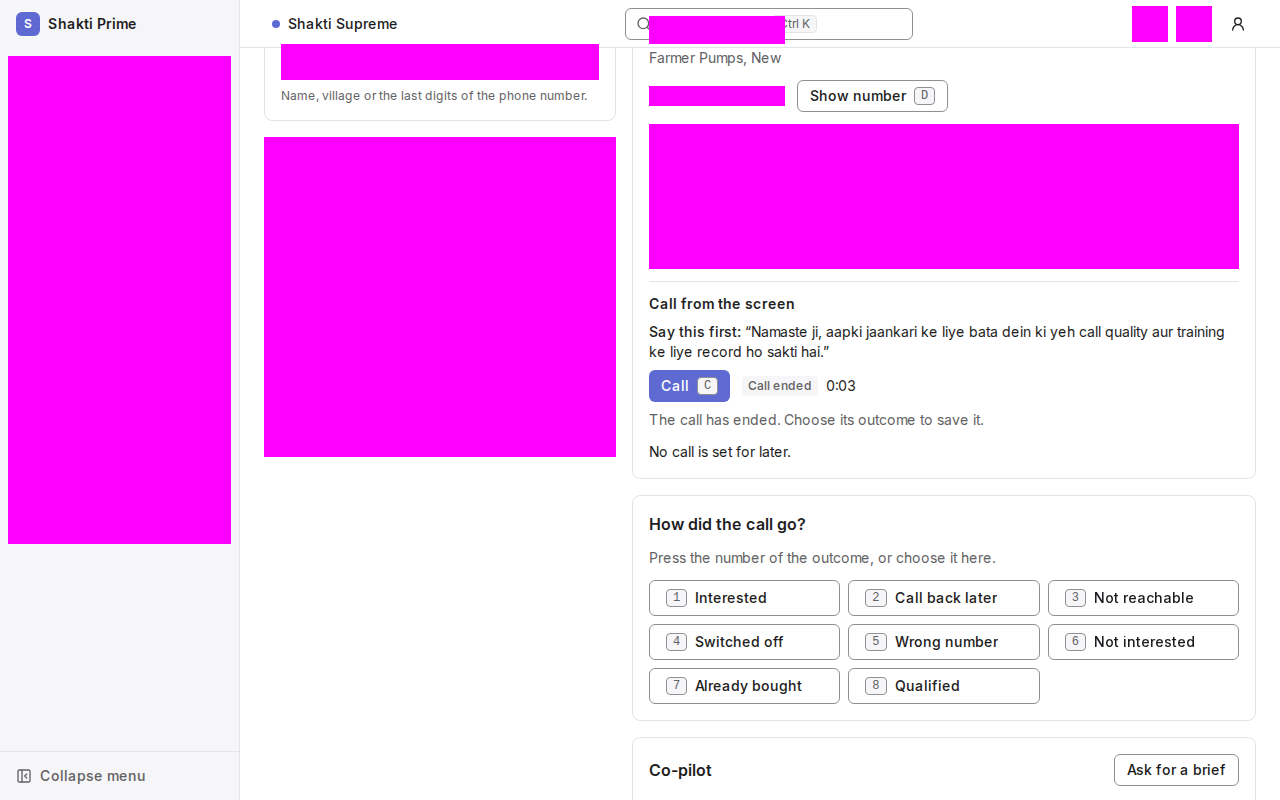 S Shakti Prime
Shakti Supreme
Ctrl K
Farmer Pumps, New
Name, village or the last digits of the phone number.
Show number D
Call from the screen
Say this first: “Namaste ji, aapki jaankari ke liye bata dein ki yeh call quality aur training
ke liye record ho sakti hai.”
Call C Call ended 0:03
The call has ended. Choose its outcome to save it.
No call is set for later.
How did the call go?
Press the number of the outcome, or choose it here.
1 Interested
2 Call back later
3 Not reachable
4 Switched off
5 Wrong number
6 Not interested
7 Already bought
8 Qualified
Co-pilot
Ask for a brief
Collapse menu